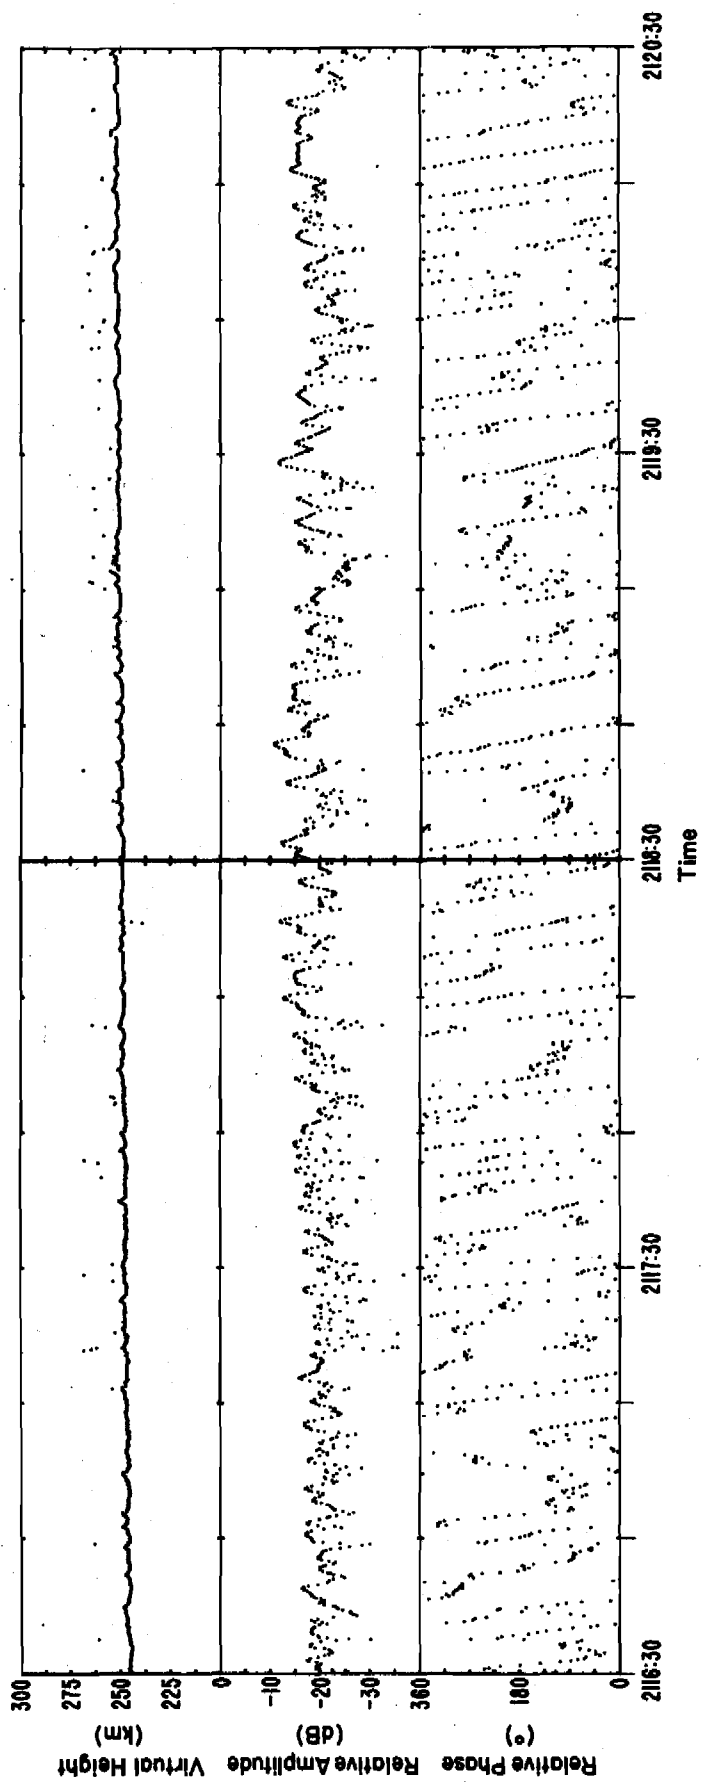 Virtual Height
(km)
300
275
250
225
0
Relative Amplitude
(dB)
-10
-20
-30
Relative Phase
(°)
360
180
0
2116:30
2117:30
2118:30
2119:30
2120:30
Time